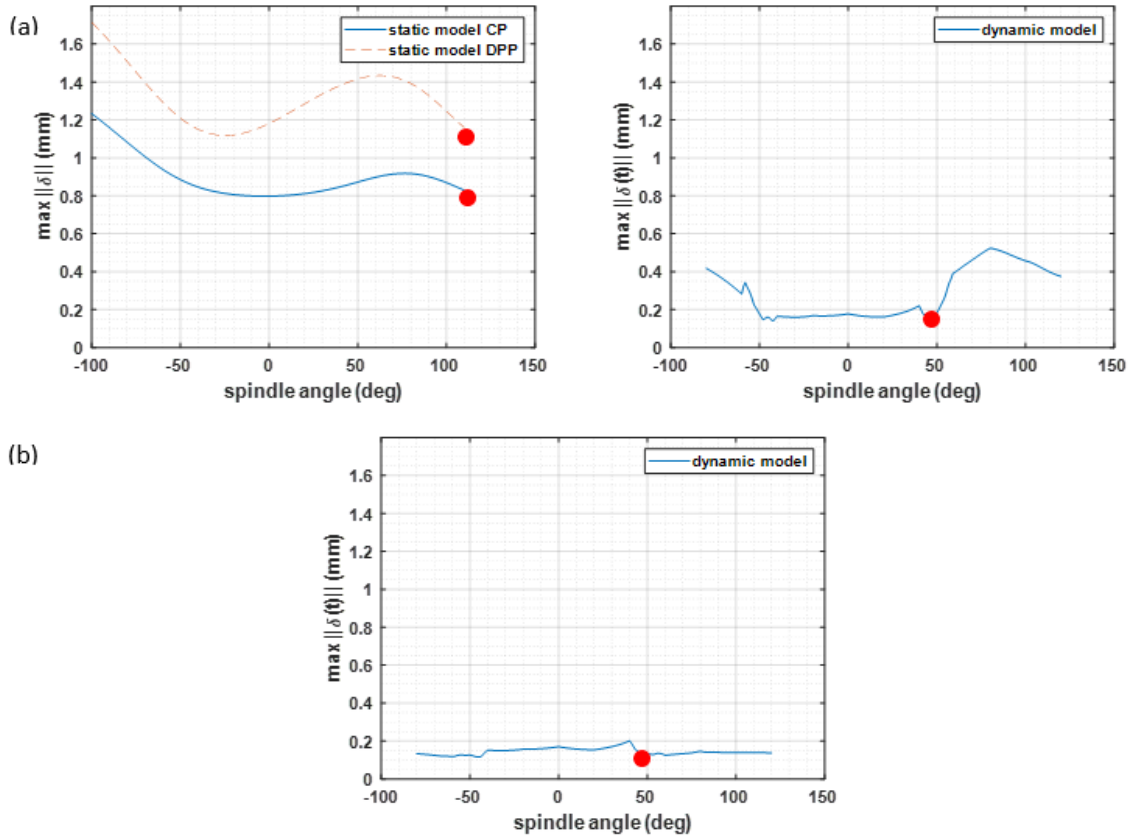 (a)
max ||δ|| (mm)
1.6
1.4
1.2
1
0.8
0.6
0.4
0.2
0
static model CP
static model DPP
-100 -50 0 50 100 150
spindle angle (deg)
max ||δ(t)|| (mm)
1.6
1.4
1.2
1
0.8
0.6
0.4
0.2
0
dynamic model
-100 -50 0 50 100 150
spindle angle (deg)
(b)
max ||δ(t)|| (mm)
1.6
1.4
1.2
1
0.8
0.6
0.4
0.2
0
dynamic model
-100 -50 0 50 100 150
spindle angle (deg)